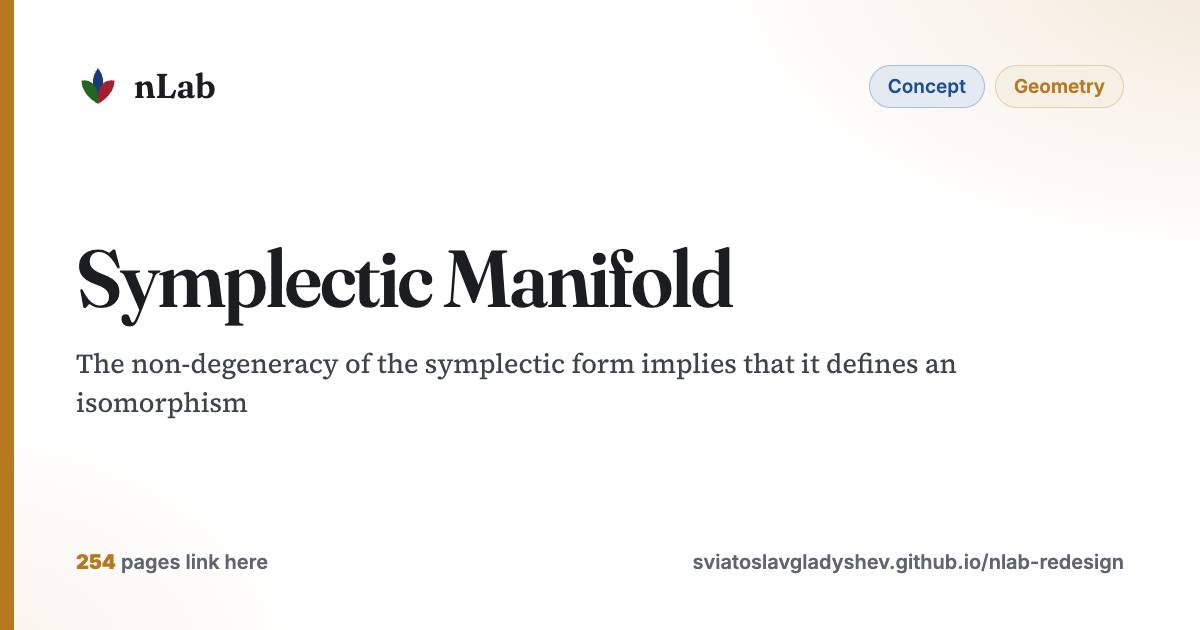 nLab
Concept
Geometry
Symplectic Manifold
The non-degeneracy of the symplectic form implies that it defines an
isomorphism
254 pages link here
sviatoslavgladyshev.github.io/nlab-redesign